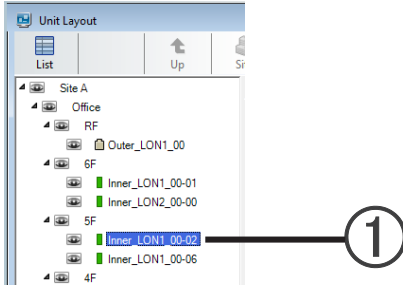 Unit Layout
List Up
Site A
Office
RF
Outer_LON1_00
6F
Inner_LON1_00-01
Inner_LON2_00-00
5F
Inner_LON1_00-02
1
Inner_LON1_00-06
4F